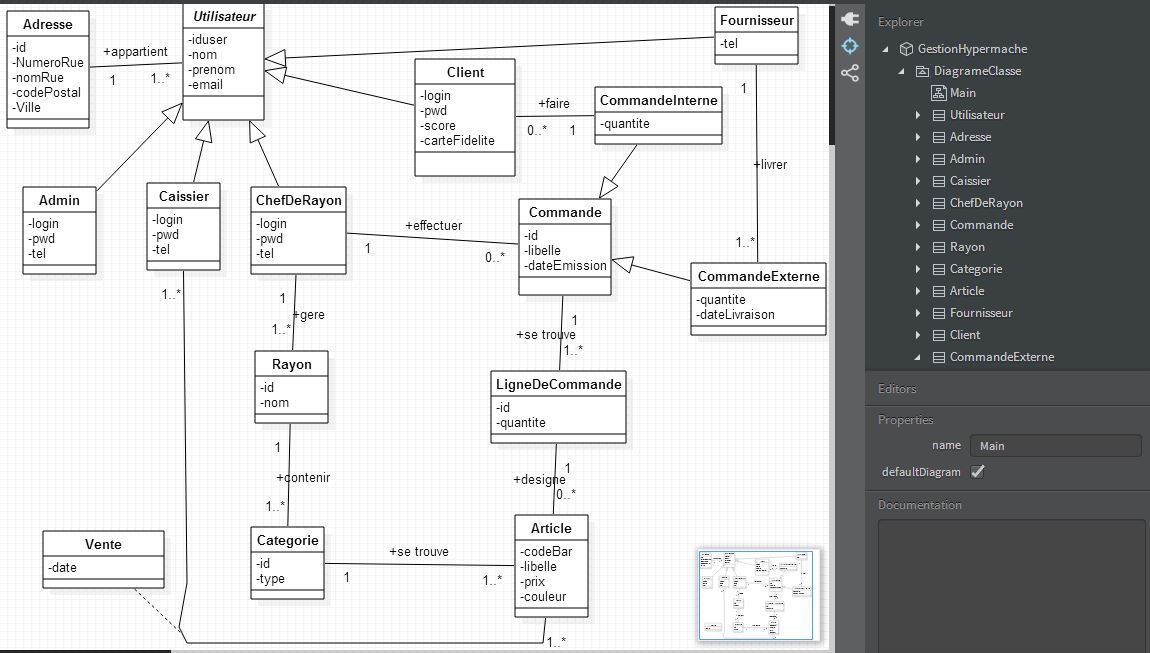 Adresse
-id
-NumeroRue
-nomRue
-codePostal
-Ville
+appartient
1
1..*
Utilisateur
-iduser
-nom
-prenom
-email
Fournisseur
-tel
Client
-login
-pwd
-score
-carteFidelite
+faire
0..*
1
CommandeInterne
-quantite
1
+livrer
1..*
Admin
-login
-pwd
-tel
Caissier
-login
-pwd
-tel
1..*
ChefDeRayon
-login
-pwd
-tel
+effectuer
1
0..*
Commande
-id
-libelle
-dateEmission
CommandeExterne
-quantite
-dateLivraison
1
+gere
1..*
1
+se trouve
1..*
Rayon
-id
-nom
LigneDeCommande
-id
-quantite
1
+contenir
1..*
1
+designe
0..*
Vente
-date
Categorie
-id
-type
+se trouve
1
1..*
Article
-codeBar
-libelle
-prix
-couleur
1..*
Explorer
GestionHypermache
DiagrameClasse
Main
Utilisateur
Adresse
Admin
Caissier
ChefDeRayon
Commande
Rayon
Categorie
Article
Fournisseur
Client
CommandeExterne
Editors
Properties
name
Main
defaultDiagram
Documentation